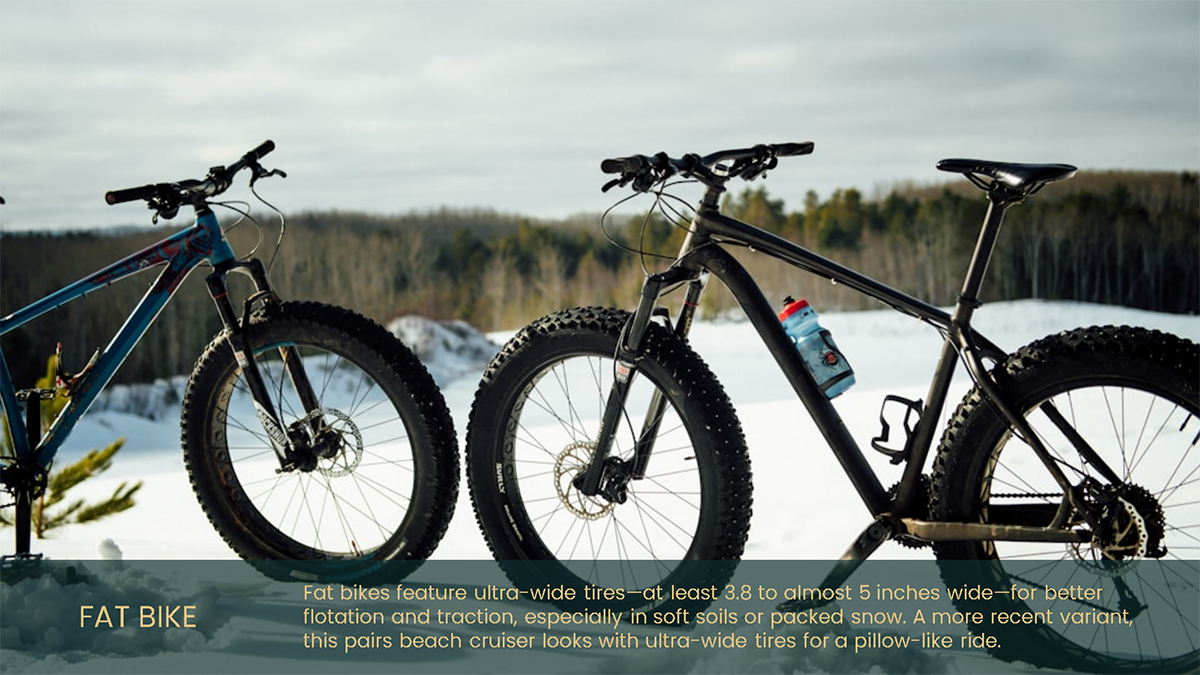 SURLY
FAT BIKE
Fat bikes feature ultra-wide tires—at least 3.8 to almost 5 inches wide—for better
flotation and traction, especially in soft soils or packed snow. A more recent variant,
this pairs beach cruiser looks with ultra-wide tires for a pillow-like ride.